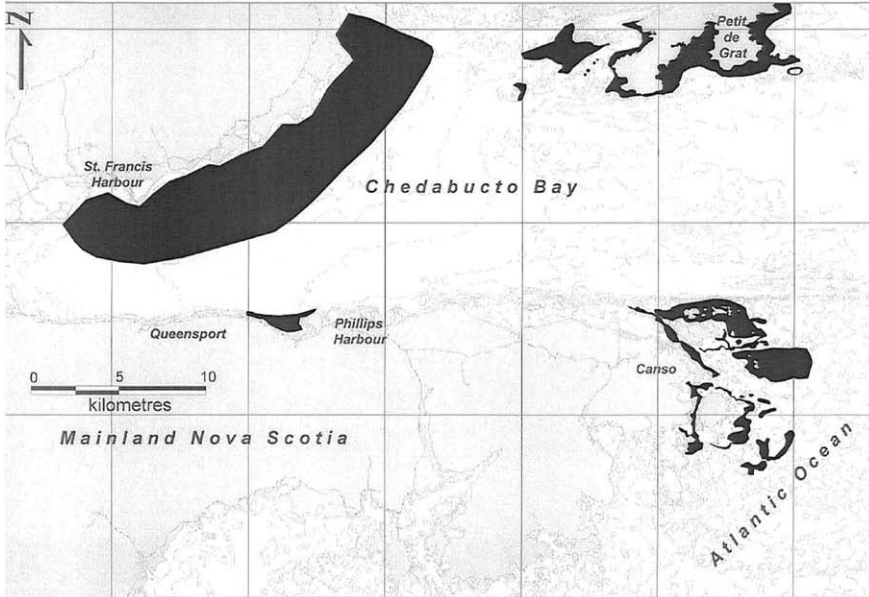 N
Petit
de
Grat
St. Francis
Harbour
Chedabucto Bay
Queensport
Phillips
Harbour
Canso
0 5 10
kilometres
Mainland Nova Scotia
Atlantic Ocean